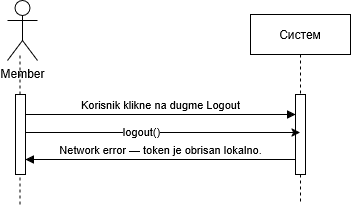 Систем
Member
Korisnik klikne na dugme Logout
logout()
Network error — token je obrisan lokalno.